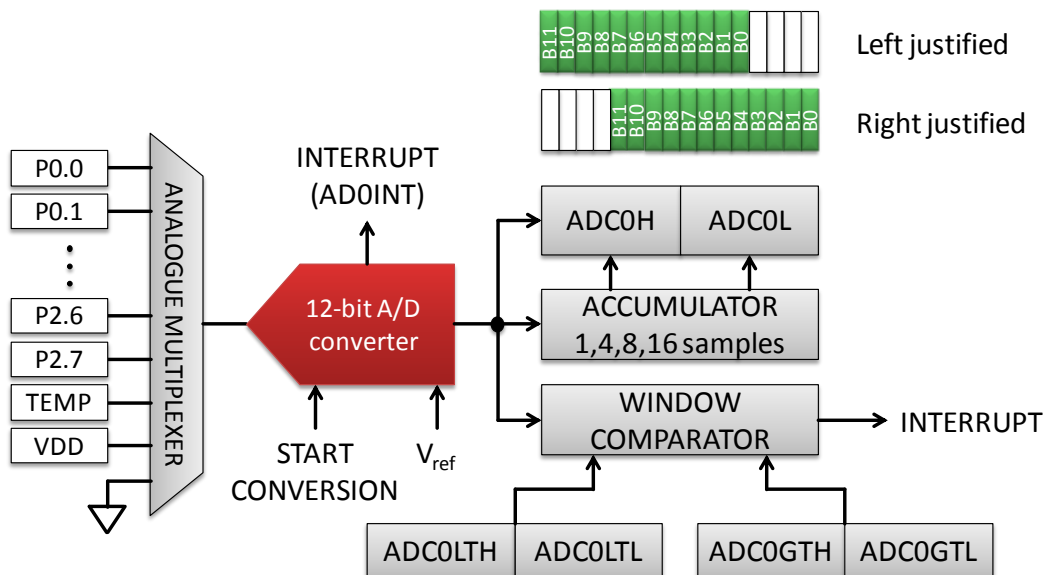 B11 B10 B9 B8 B7 B6 B5 B4 B3 B2 B1 B0
Left justified
B11 B10 B9 B8 B7 B6 B5 B4 B3 B2 B1 B0
Right justified
P0.0
P0.1
P2.6
P2.7
TEMP
VDD
ANALOGUE MULTIPLEXER
INTERRUPT
(AD0INT)
12-bit A/D
converter
START
CONVERSION
Vref
ADC0H
ADC0L
ACCUMULATOR
1,4,8,16 samples
WINDOW
COMPARATOR
INTERRUPT
ADC0LTH
ADC0LTL
ADC0GTH
ADC0GTL